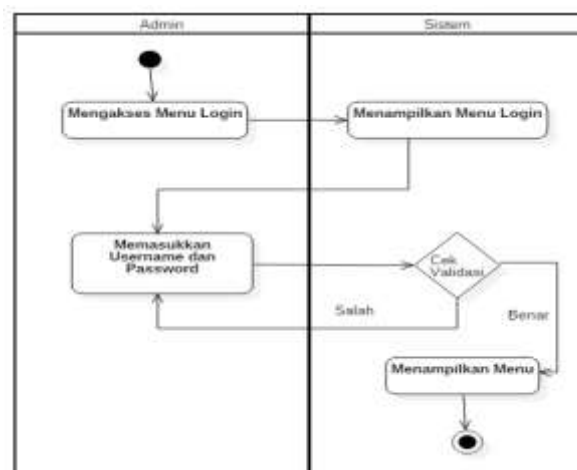 Admin
Sistem
Mengakses Menu Login
Menampilkan Menu Login
Memasukkan
Username dan
Password
Cek
Validasi
Salah
Benar
Menampilkan Menu